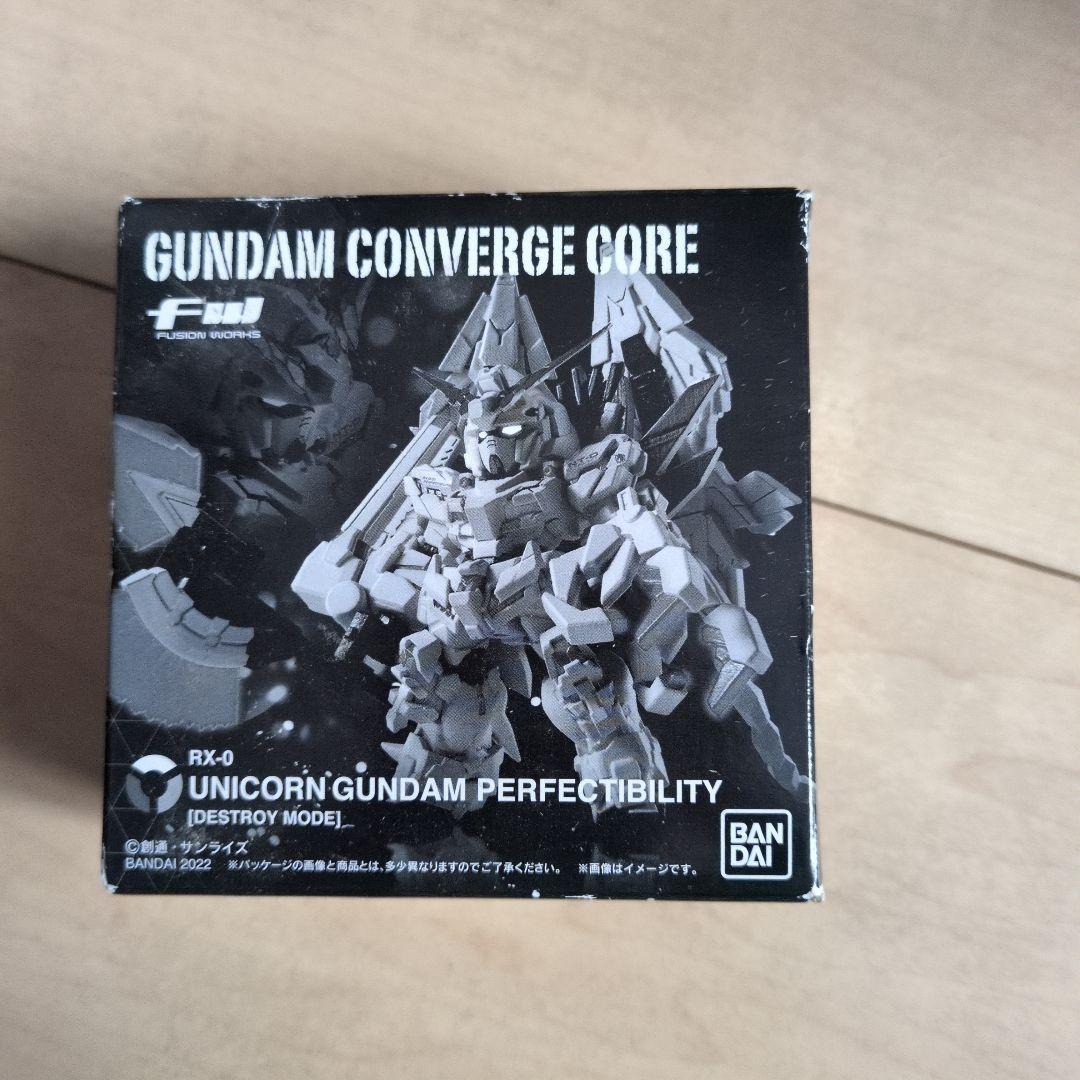 GUNDAM CONVERGE CORE
FW
FUSION WORKS
NT-D
RX-0
UNICORN GUNDAM PERFECTIBILITY
[DESTROY MODE]
©創通・サンライズ
BANDAI 2022 ※パッケージの画像と商品とは、多少異なりますのでご了承ください。 ※画像はイメージです。
BAN
DAI